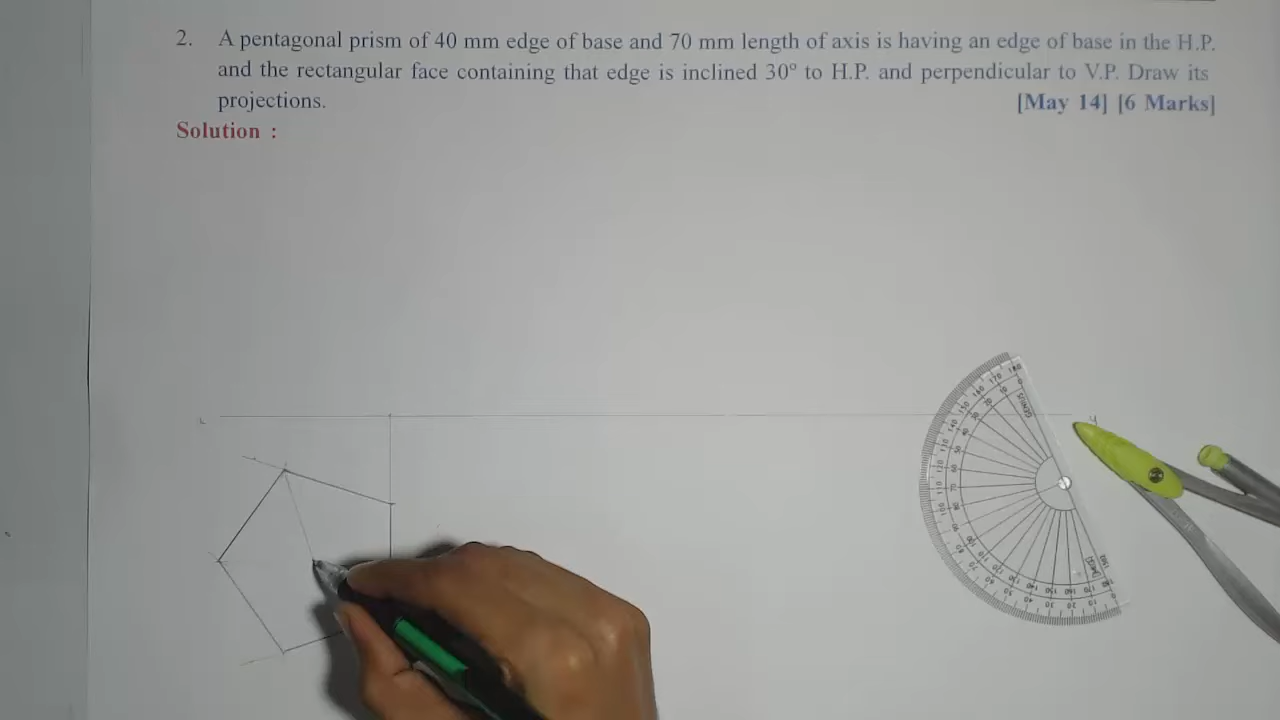 2. A pentagonal prism of 40 mm edge of base and 70 mm length of axis is having an edge of base in the H.P.
and the rectangular face containing that edge is inclined 30° to H.P. and perpendicular to V.P. Draw its
projections. [May 14] [6 Marks]
Solution :